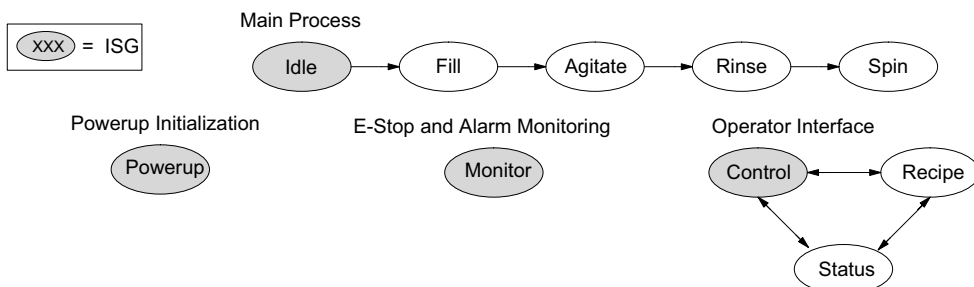 Main Process
XXX = ISG
Idle Fill Agitate Rinse Spin
Powerup Initialization E-Stop and Alarm Monitoring Operator Interface
Powerup Monitor Control Recipe
Status